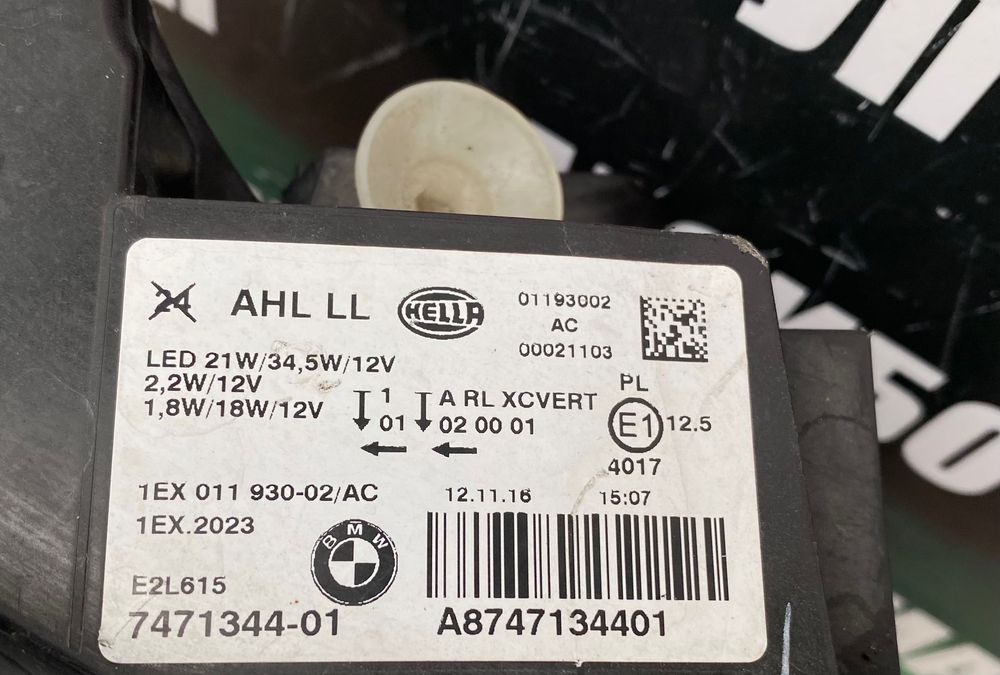 24 AHL LL HELLA 01193002
AC
00021103
LED 21W/34,5W/12V
2,2W/12V
1,8W/18W/12V
1 A RL XCVERT
01 02 00 01
PL
E1 12.5
4017
1EX 011 930-02/AC 12.11.16 15:07
1EX.2023
BMW
E2L615
7471344-01 A8747134401
50